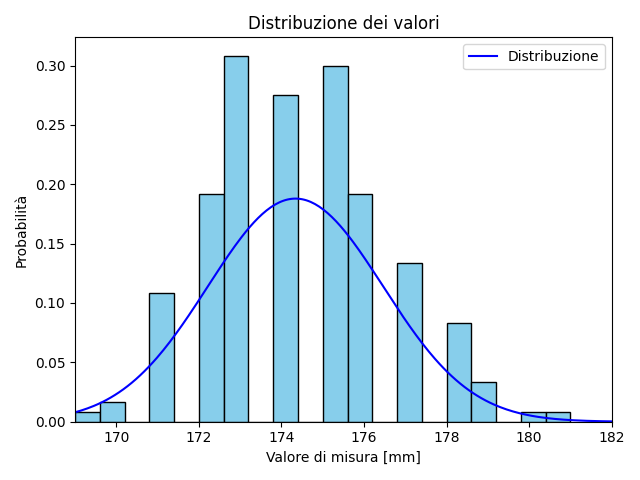 Distribuzione dei valori
Distribuzione
0.30
0.25
0.20
0.15
0.10
0.05
0.00
Probabilità
170 172 174 176 178 180 182
Valore di misura [mm]